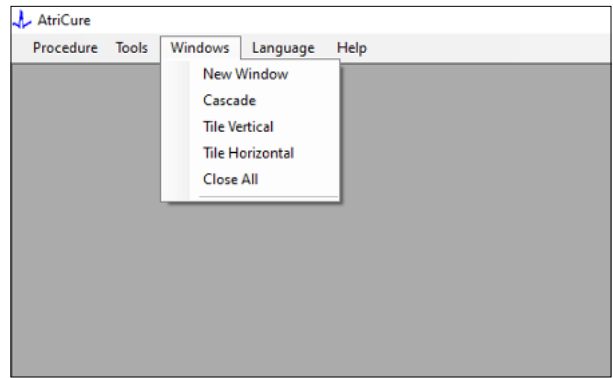 AtriCure
Procedure Tools Windows Language Help
New Window
Cascade
Tile Vertical
Tile Horizontal
Close All